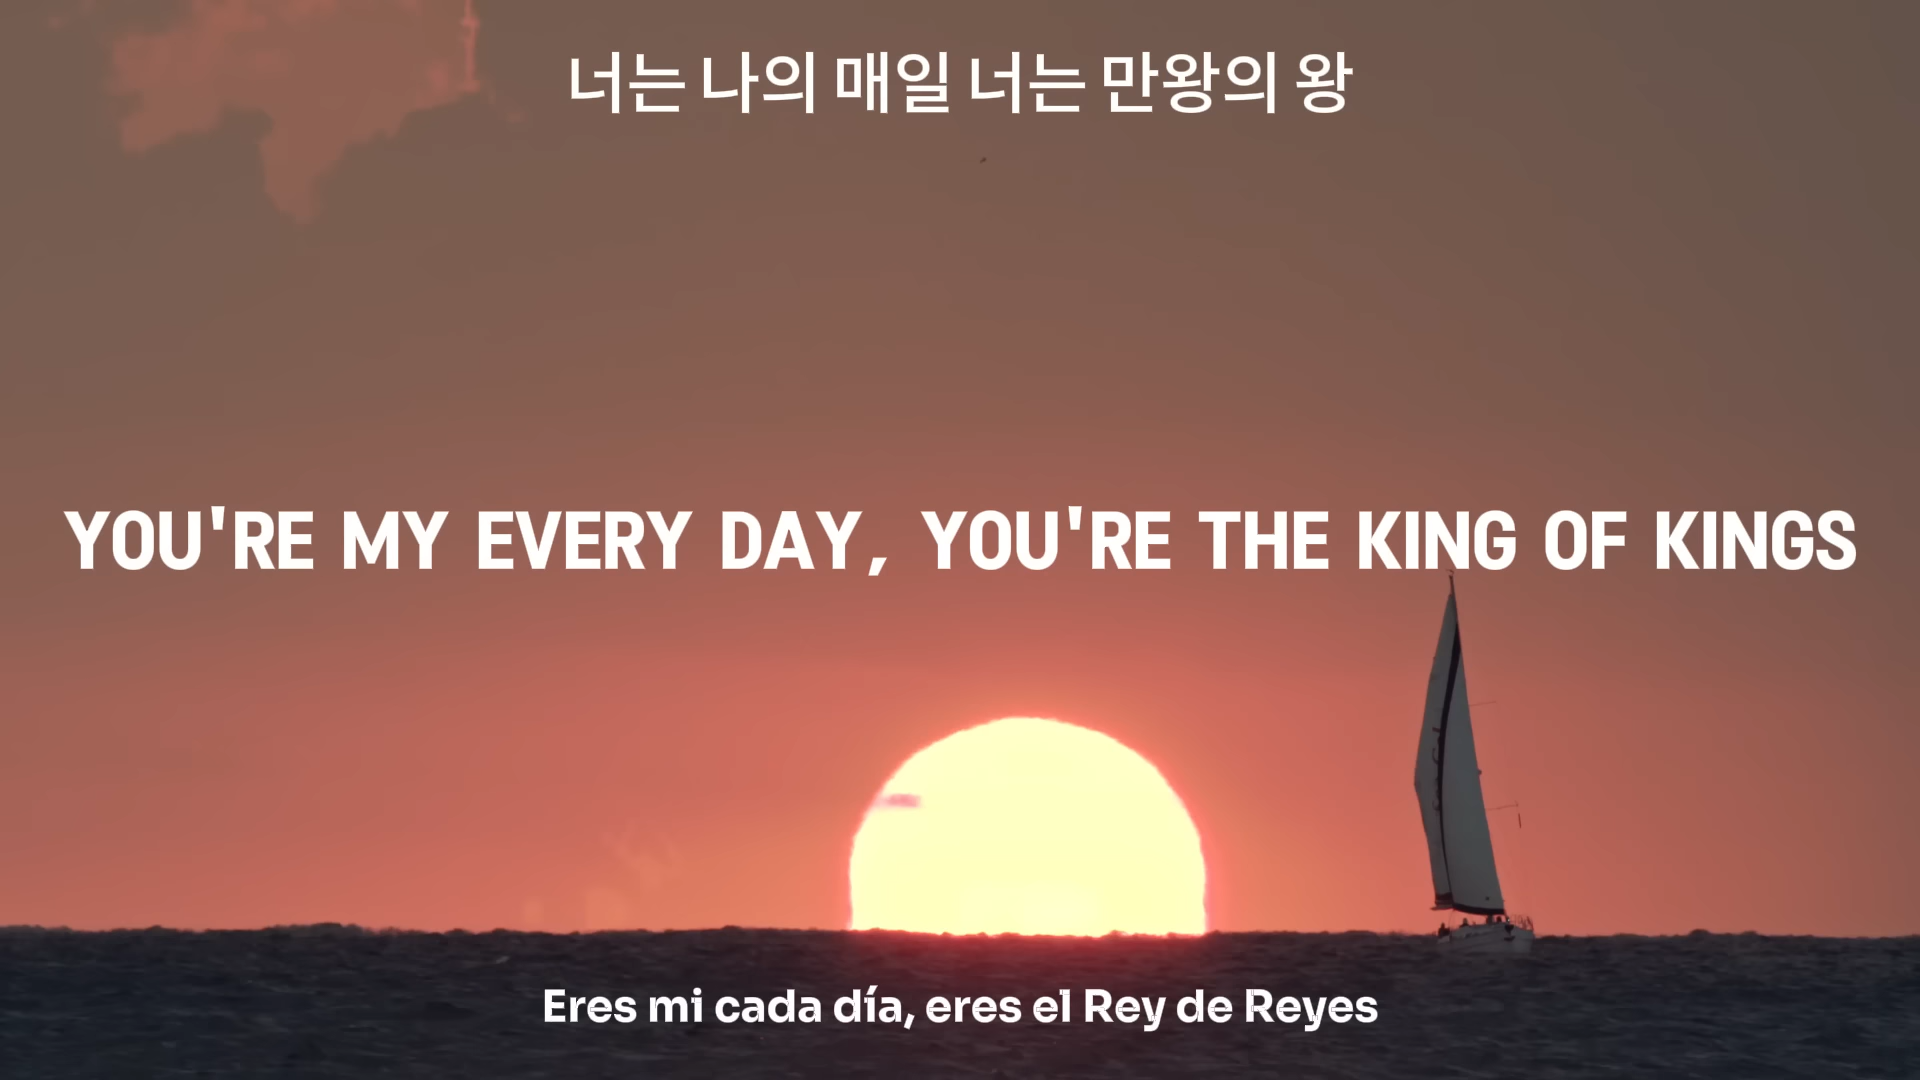 너는 나의 매일 너는 만왕의 왕
YOU'RE MY EVERY DAY, YOU'RE THE KING OF KINGS
Eres mi cada día, eres el Rey de Reyes